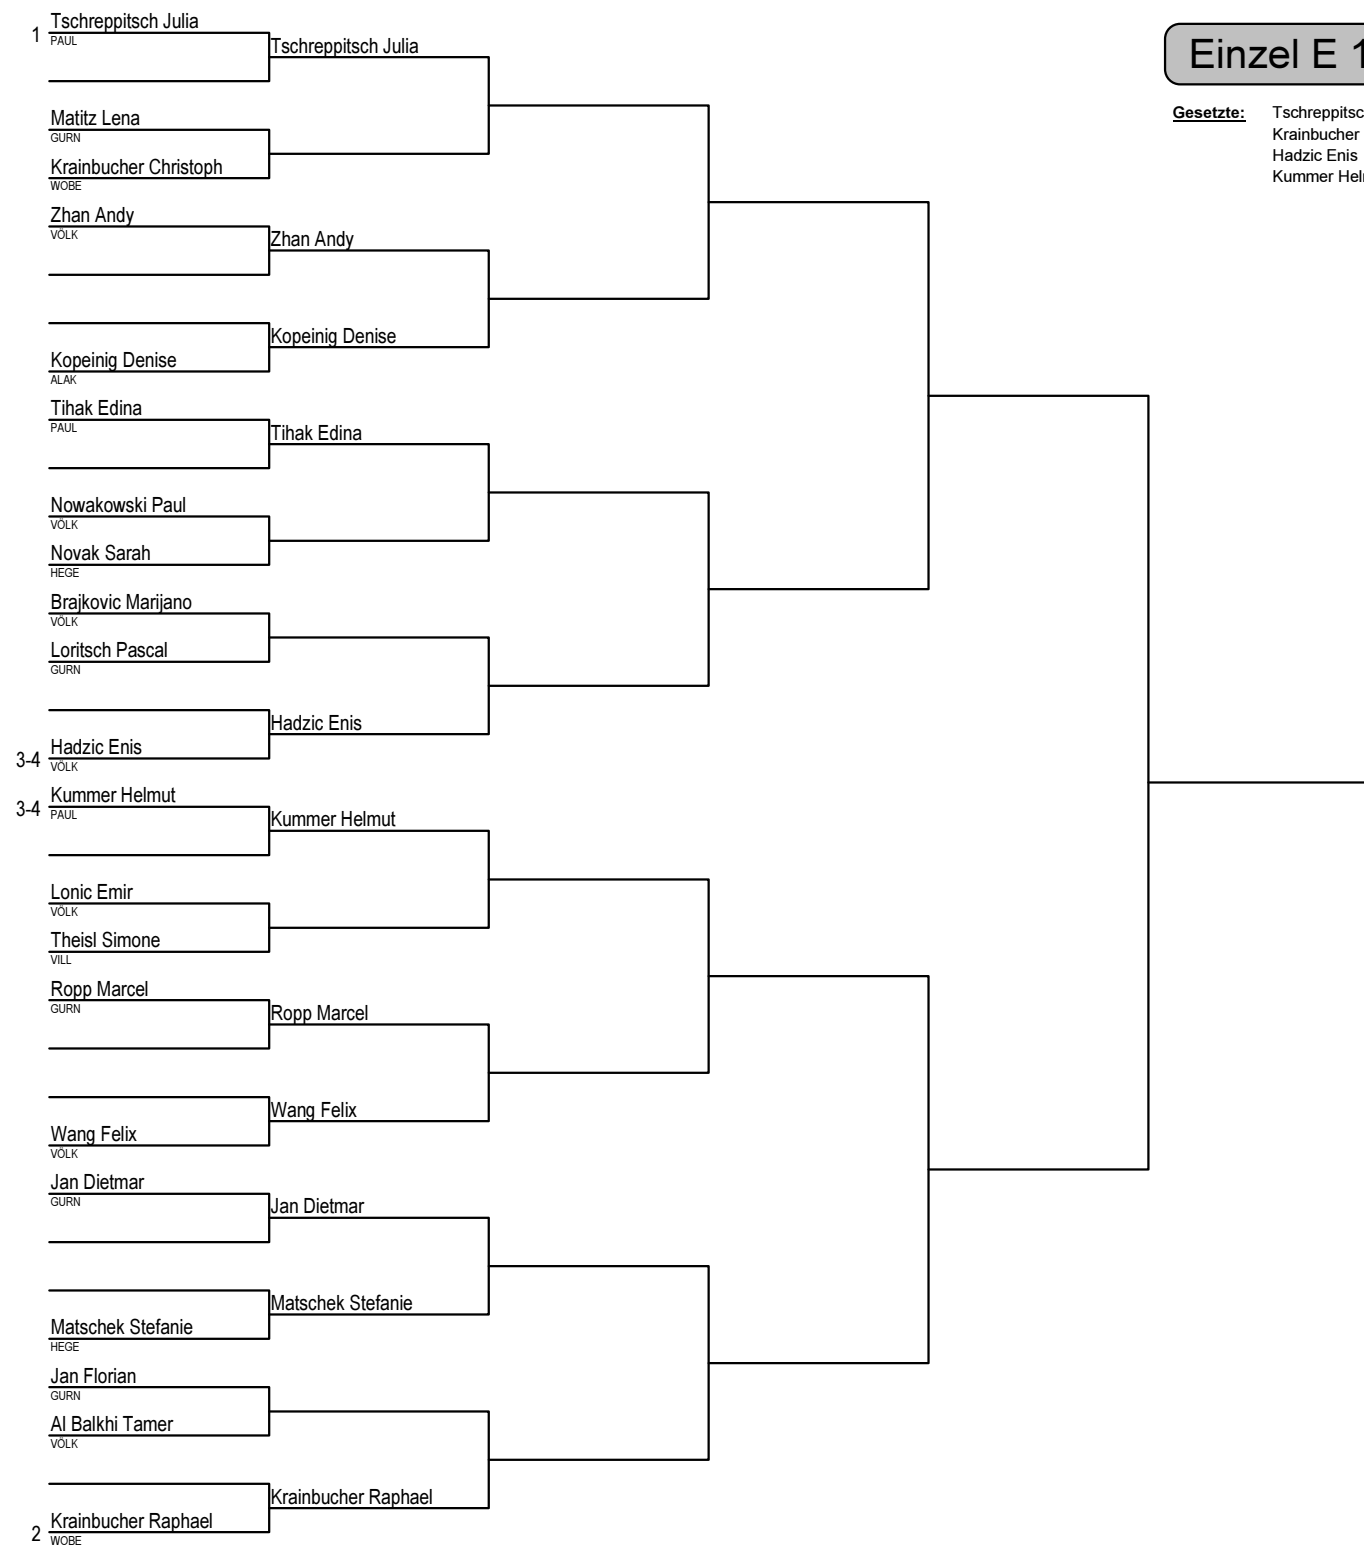 Tschreppitsch Julia
1
PAUL
Tschreppitsch Julia
Einzel E 1
Matitz Lena
GURN
Gesetzte: Tschreppitsc
Krainbucher
Hadzic Enis
Kummer Hel
Krainbucher Christoph
WOBE
Zhan Andy
VÖLK
Zhan Andy
Kopeinig Denise
Kopeinig Denise
ALAK
Tihak Edina
PAUL
Tihak Edina
Nowakowski Paul
VÖLK
Novak Sarah
HEGE
Brajkovic Marijano
VÖLK
Loritsch Pascal
GURN
Hadzic Enis
Hadzic Enis
3-4
VÖLK
Kummer Helmut
3-4
PAUL
Kummer Helmut
Lonic Emir
VÖLK
Theisl Simone
VILL
Ropp Marcel
GURN
Ropp Marcel
Wang Felix
Wang Felix
VÖLK
Jan Dietmar
GURN
Jan Dietmar
Matschek Stefanie
Matschek Stefanie
HEGE
Jan Florian
GURN
Al Balkhi Tamer
VÖLK
Krainbucher Raphael
Krainbucher Raphael
2
WOBE